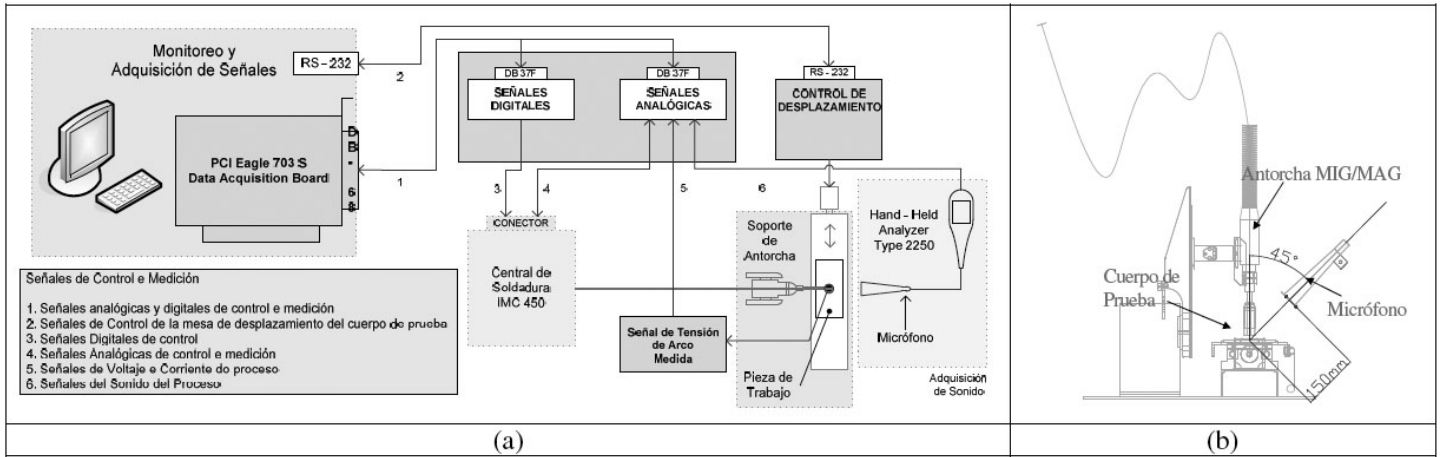 Monitoreo y
Adquisición de Señales
RS - 232
2
PCI Eagle 703 S
Data Acquisition Board
DB-68
1
DB 37F
SEÑALES
DIGITALES
DB 37F
SEÑALES
ANALÓGICAS
RS - 232
CONTROL DE
DESPLAZAMIENTO
3
4
5
6
CONECTOR
Central de
Soldadura
IMC 450
Soporte
de
Antorcha
Hand - Held
Analyzer
Type 2250
Micrófono
Señal de Tensión
de Arco
Medida
Pieza de
Trabajo
Adquisición
de Sonido
Señales de Control e Medición
1. Señales analógicas y digitales de control e medición
2. Señales de Control de la mesa de desplazamiento del cuerpo de prueba
3. Señales Digitales de control
4. Señales Analógicas de control e medición
5. Señales de Voltaje e Corriente do proceso
6. Señales del Sonido del Proceso
(a)
Antorcha MIG/MAG
45°
Cuerpo de
Prueba
Micrófono
150mm
(b)